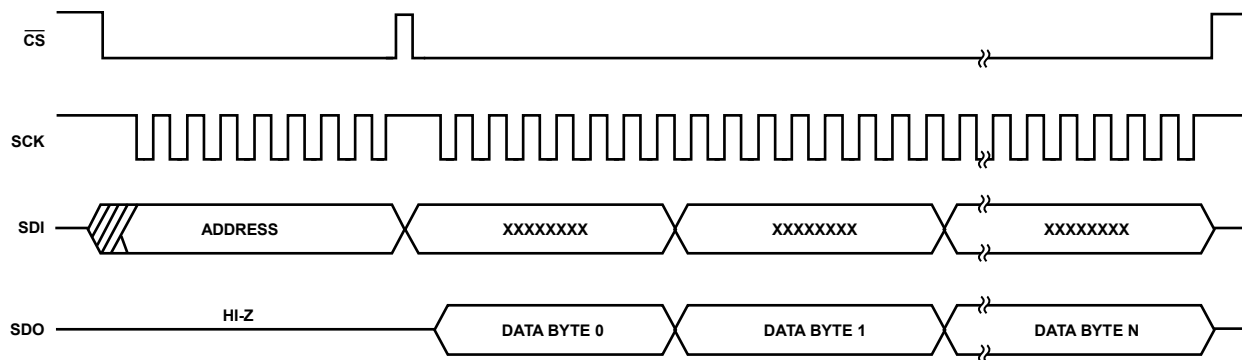 CS
SCK
SDI ADDRESS XXXXXXXX XXXXXXXX XXXXXXXX
HI-Z
SDO DATA BYTE 0 DATA BYTE 1 DATA BYTE N